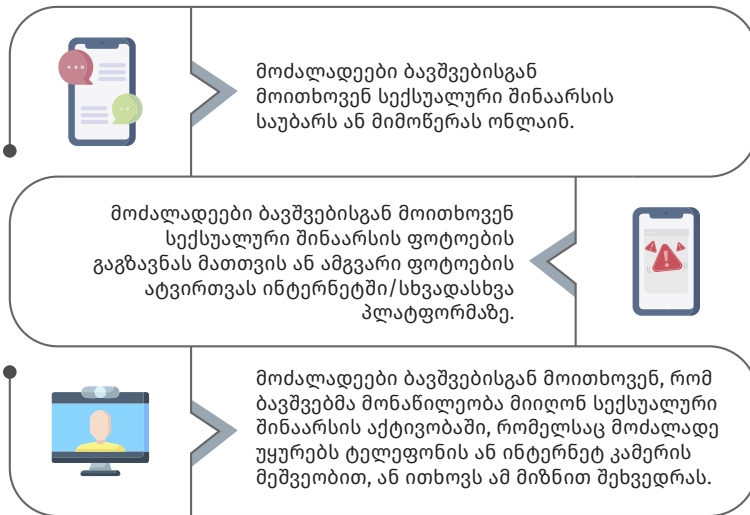 მოძალადეები ბავშვებისგან
მოითხოვენ სექსუალური შინაარსის
საუბარს ან მიმოწერას ონლაინ.
მოძალადეები ბავშვებისგან მოითხოვენ
სექსუალური შინაარსის ფოტოების
გაგზავნას მათთვის ან ამგვარი ფოტოების
ატვირთვას ინტერნეტში/სხვადასხვა
პლატფორმაზე.
მოძალადეები ბავშვებისგან მოითხოვენ, რომ
ბავშვებმა მონაწილეობა მიიღონ სექსუალური
შინაარსის აქტივობაში, რომელსაც მოძალადე
უყურებს ტელეფონის ან ინტერნეტ კამერის
მეშვეობით, ან ითხოვს ამ მიზნით შეხვედრას.